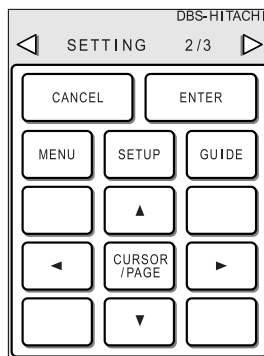 DBS-HITACHI
SETTING 2/3
CANCEL ENTER
MENU SETUP GUIDE
CURSOR
/PAGE